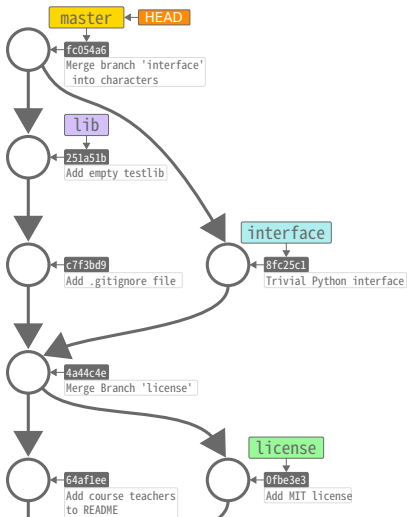 master
HEAD
fc054a6
Merge branch 'interface'
into characters
lib
251a51b
Add empty testlib
interface
c7f3bd9
Add .gitignore file
8fc25c1
Trivial Python interface
4a44c4e
Merge Branch 'license'
license
64af1ee
Add course teachers
to README
0fbe3e3
Add MIT license